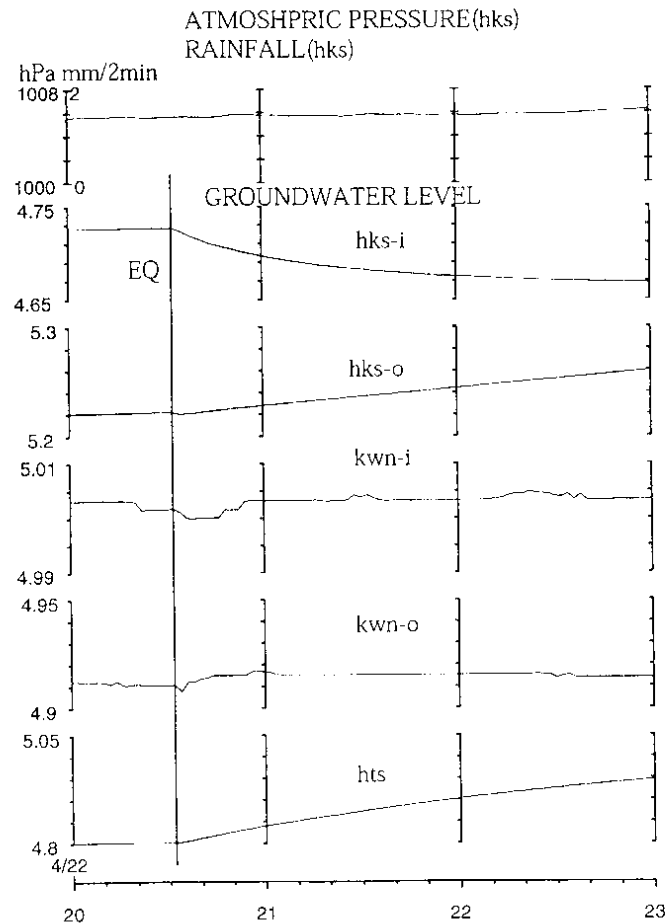 ATMOSHPRIC PRESSURE(hks)
RAINFALL(hks)
hPa mm/2min
1008 2
1000 0
GROUNDWATER LEVEL
4.75
hks-i
EQ
4.65
5.3
hks-o
5.2
kwn-i
5.01
4.99
4.95
kwn-o
4.9
5.05
hts
4.8
4/22
20 21 22 23